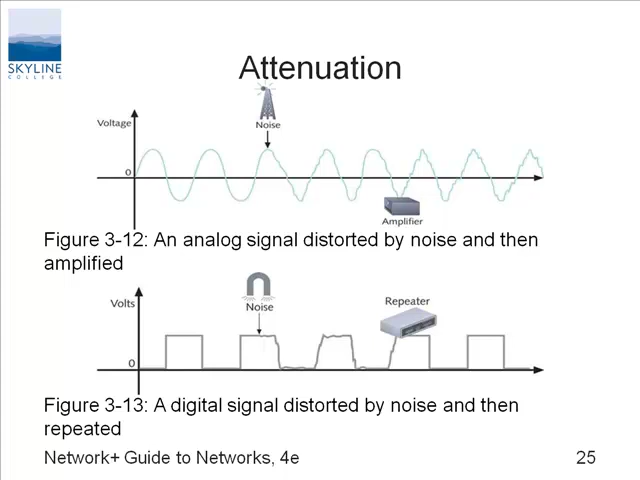 SKYLINE
COLLEGE
Attenuation
Noise
Voltage
0
Amplifier
Figure 3-12: An analog signal distorted by noise and then
amplified
Volts
Noise
Repeater
0
Figure 3-13: A digital signal distorted by noise and then
repeated
Network+ Guide to Networks, 4e
25